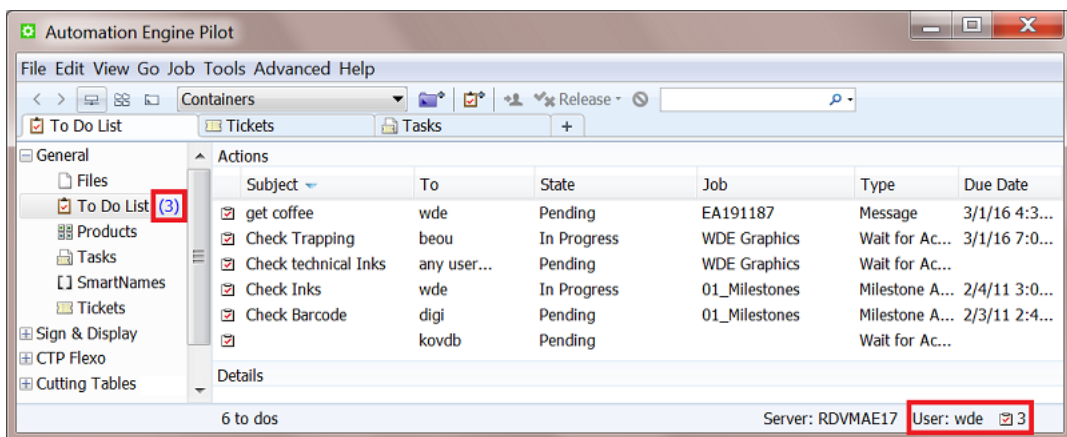 Automation Engine Pilot
File Edit View Go Job Tools Advanced Help
Containers Release
To Do List Tickets Tasks +
General
Files
To Do List (3)
Products
Tasks
SmartNames
Tickets
Sign & Display
CTP Flexo
Cutting Tables
Actions
Subject To State Job Type Due Date
get coffee wde Pending EA191187 Message 3/1/16 4:3...
Check Trapping beou In Progress WDE Graphics Wait for Ac... 3/1/16 7:0...
Check technical Inks any user... Pending WDE Graphics Wait for Ac...
Check Inks wde In Progress 01_Milestones Milestone A... 2/4/11 3:0...
Check Barcode digi Pending 01_Milestones Milestone A... 2/3/11 2:4...
kovdb Pending Wait for Ac...
Details
6 to dos Server: RDVMAE17 User: wde 3